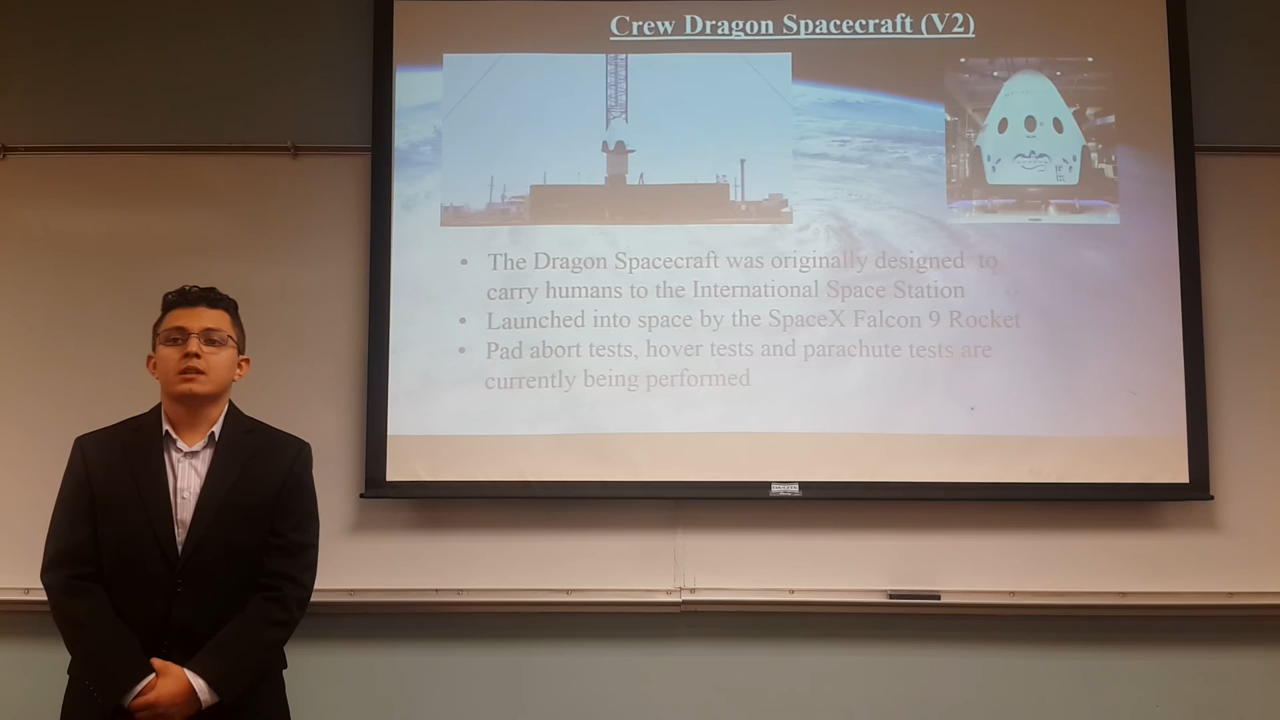 Crew Dragon Spacecraft (V2)
• The Dragon Spacecraft was originally designed to
carry humans to the International Space Station
• Launched into space by the SpaceX Falcon 9 Rocket
• Pad abort tests, hover tests and parachute tests are
currently being performed
DA-LITE